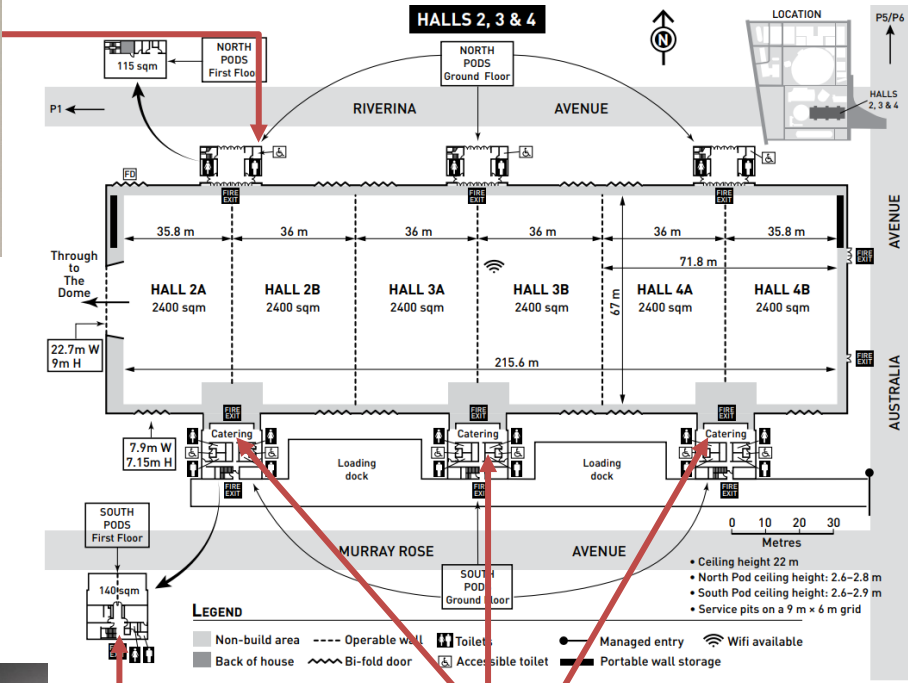 HALLS 2, 3 & 4
N
LOCATION
P5/P6
HALLS
2, 3 & 4
115 sqm
NORTH
PODS
First Floor
NORTH
PODS
Ground Floor
P1
RIVERINA AVENUE
FD
FIRE EXIT
FIRE EXIT
FIRE EXIT
35.8 m
36 m
36 m
36 m
36 m
35.8 m
71.8 m
Through
to
The
Dome
HALL 2A
2400 sqm
HALL 2B
2400 sqm
HALL 3A
2400 sqm
HALL 3B
2400 sqm
HALL 4A
2400 sqm
HALL 4B
2400 sqm
67 m
215.6 m
FIRE EXIT
FIRE EXIT
AUSTRALIA AVENUE
22.7m W
9m H
7.9m W
7.15m H
FIRE EXIT
FIRE EXIT
FIRE EXIT
Catering
Catering
Catering
Loading
dock
Loading
dock
FIRE EXIT
FIRE EXIT
FIRE EXIT
SOUTH
PODS
First Floor
140 sqm
MURRAY ROSE AVENUE
SOUTH
PODS
Ground Floor
0 10 20 30
Metres
• Ceiling height 22 m
• North Pod ceiling height: 2.6–2.8 m
• South Pod ceiling height: 2.6–2.9 m
• Service pits on a 9 m × 6 m grid
LEGEND
Non-build area
Operable wall
Toilets
Managed entry
Wifi available
Back of house
Bi-fold door
Accessible toilet
Portable wall storage